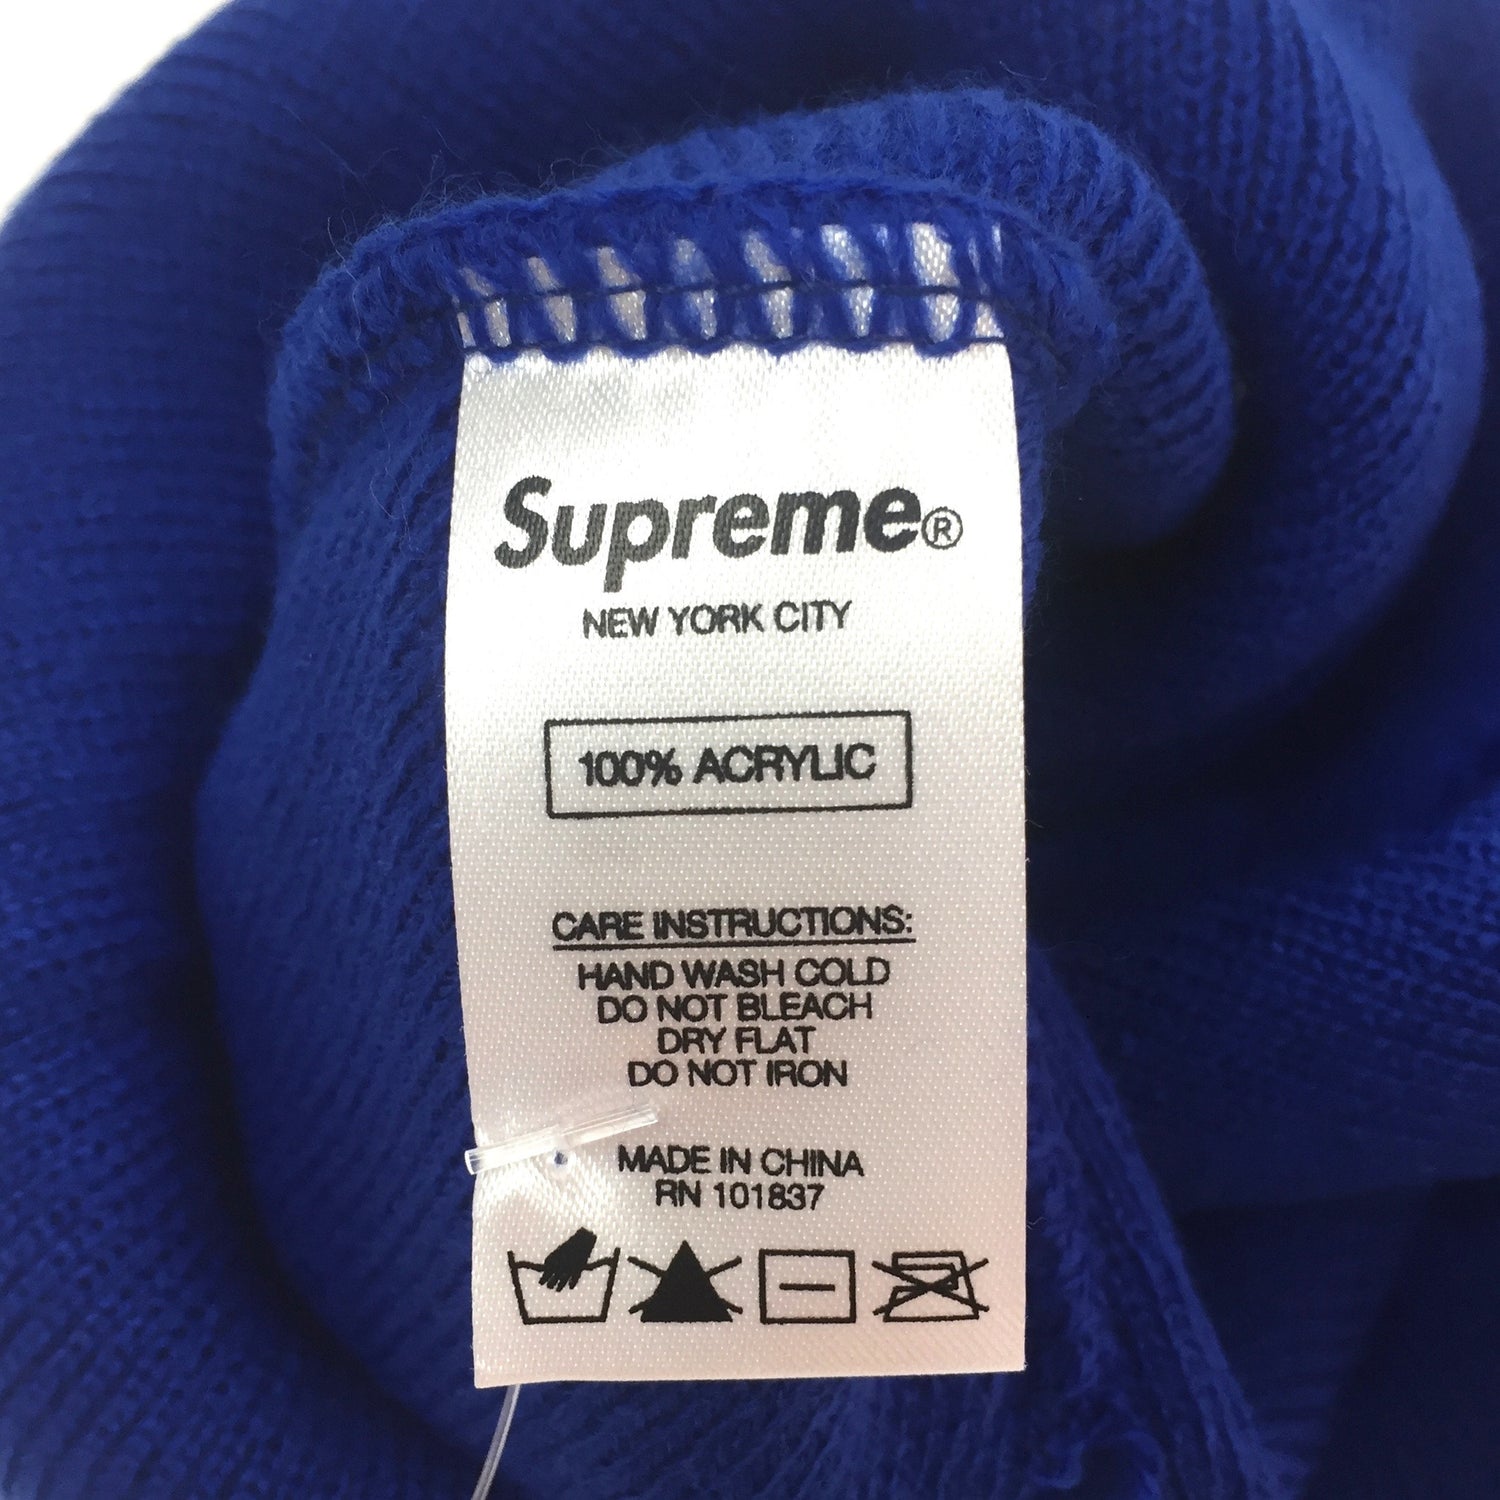 Supreme®
NEW YORK CITY
100% ACRYLIC
CARE INSTRUCTIONS:
HAND WASH COLD
DO NOT BLEACH
DRY FLAT
DO NOT IRON
MADE IN CHINA
RN 101837